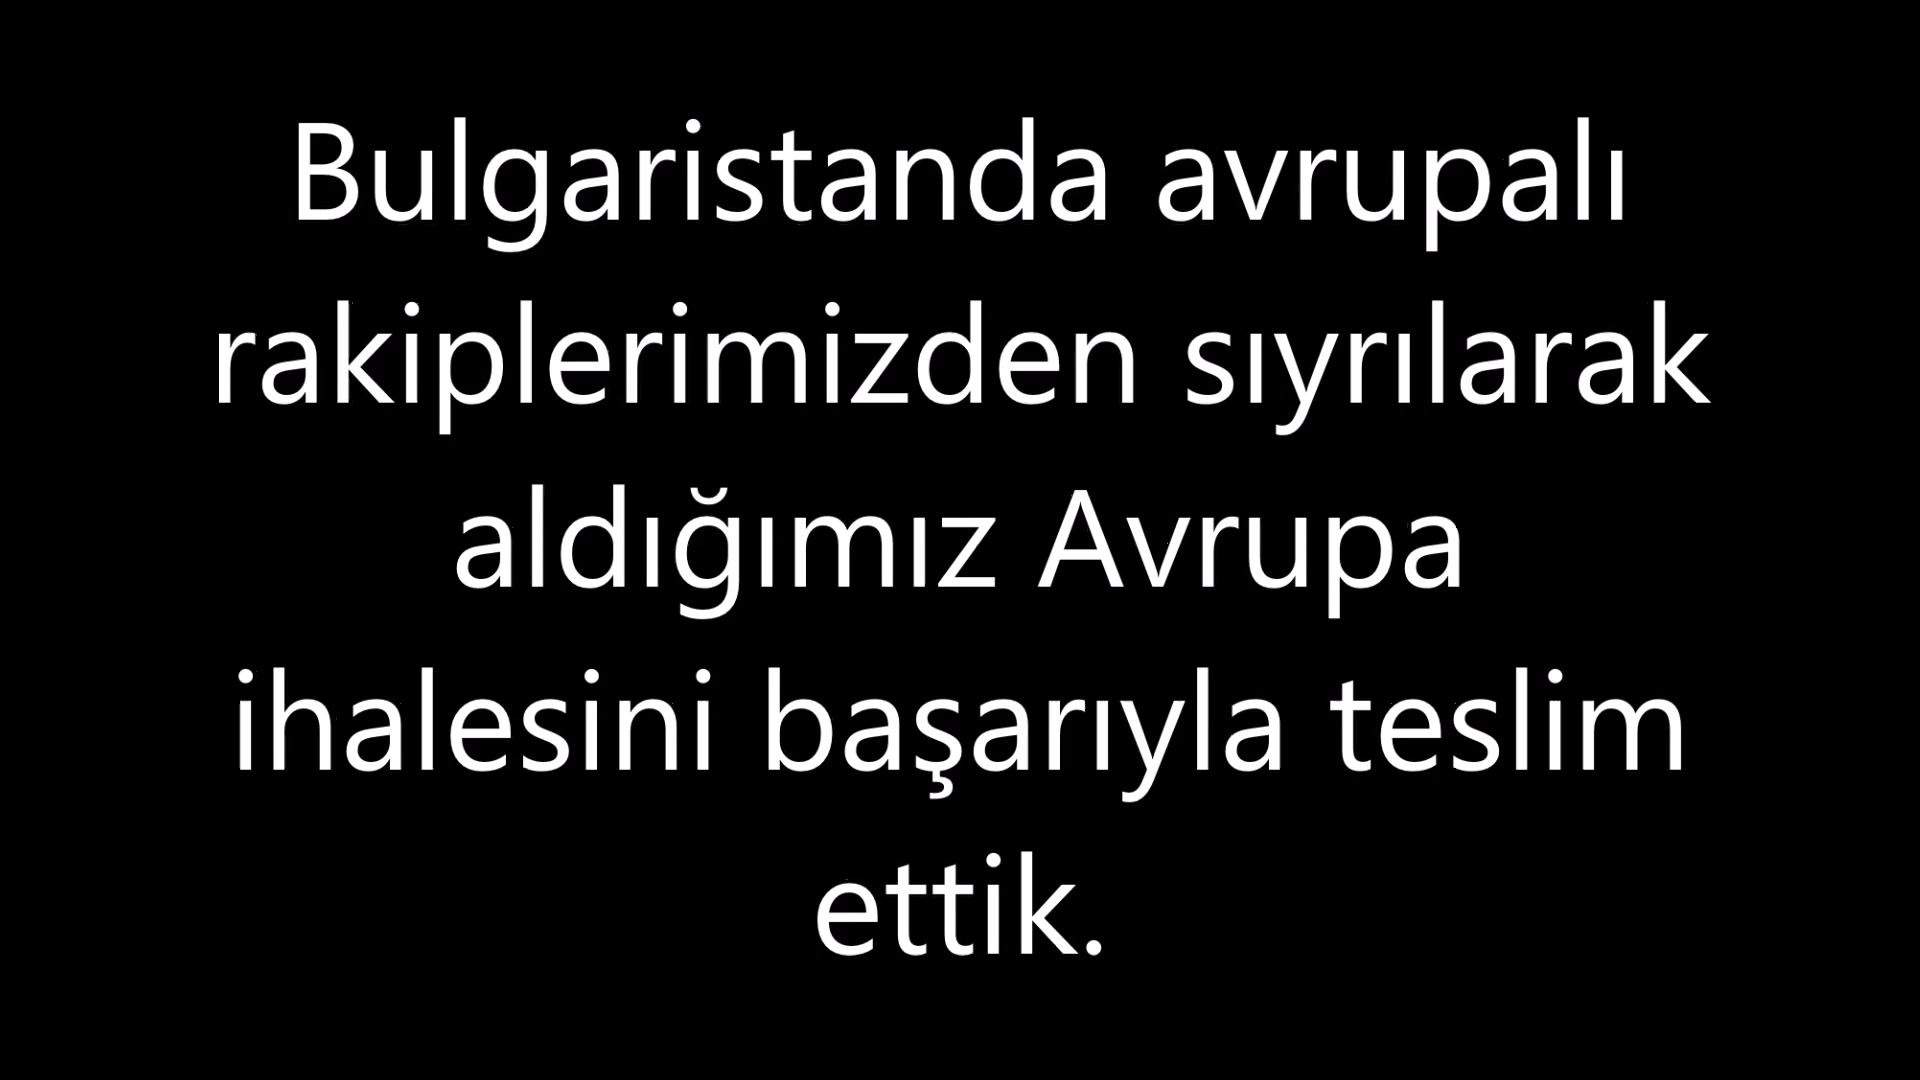 Bulgaristanda avrupalı
rakiplerimizden sıyrılarak
aldığımız Avrupa
ihalesini başarıyla teslim
ettik.